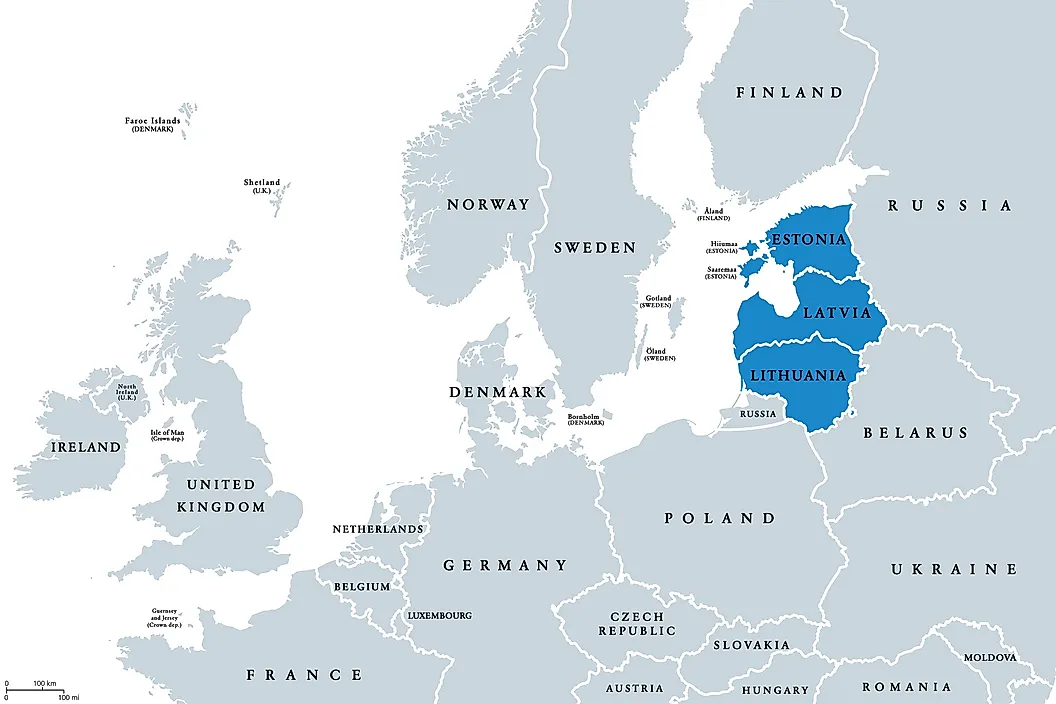 FINLAND
Faroe Islands
(DENMARK)
Shetland
(U.K.)
NORWAY
RUSSIA
Åland
(FINLAND)
SWEDEN
ESTONIA
Hiiumaa
(ESTONIA)
Saaremaa
(ESTONIA)
Gotland
(SWEDEN)
LATVIA
Öland
(SWEDEN)
LITHUANIA
North
Ireland
(U.K.)
DENMARK
Bornholm
(DENMARK)
RUSSIA
Isle of Man
(Crown dep.)
BELARUS
IRELAND
UNITED
KINGDOM
NETHERLANDS
POLAND
GERMANY
UKRAINE
BELGIUM
Guernsey
and Jersey
(Crown dep.)
LUXEMBOURG
CZECH
REPUBLIC
SLOVAKIA
MOLDOVA
FRANCE
AUSTRIA
HUNGARY
ROMANIA
0 100 km
0 100 mi